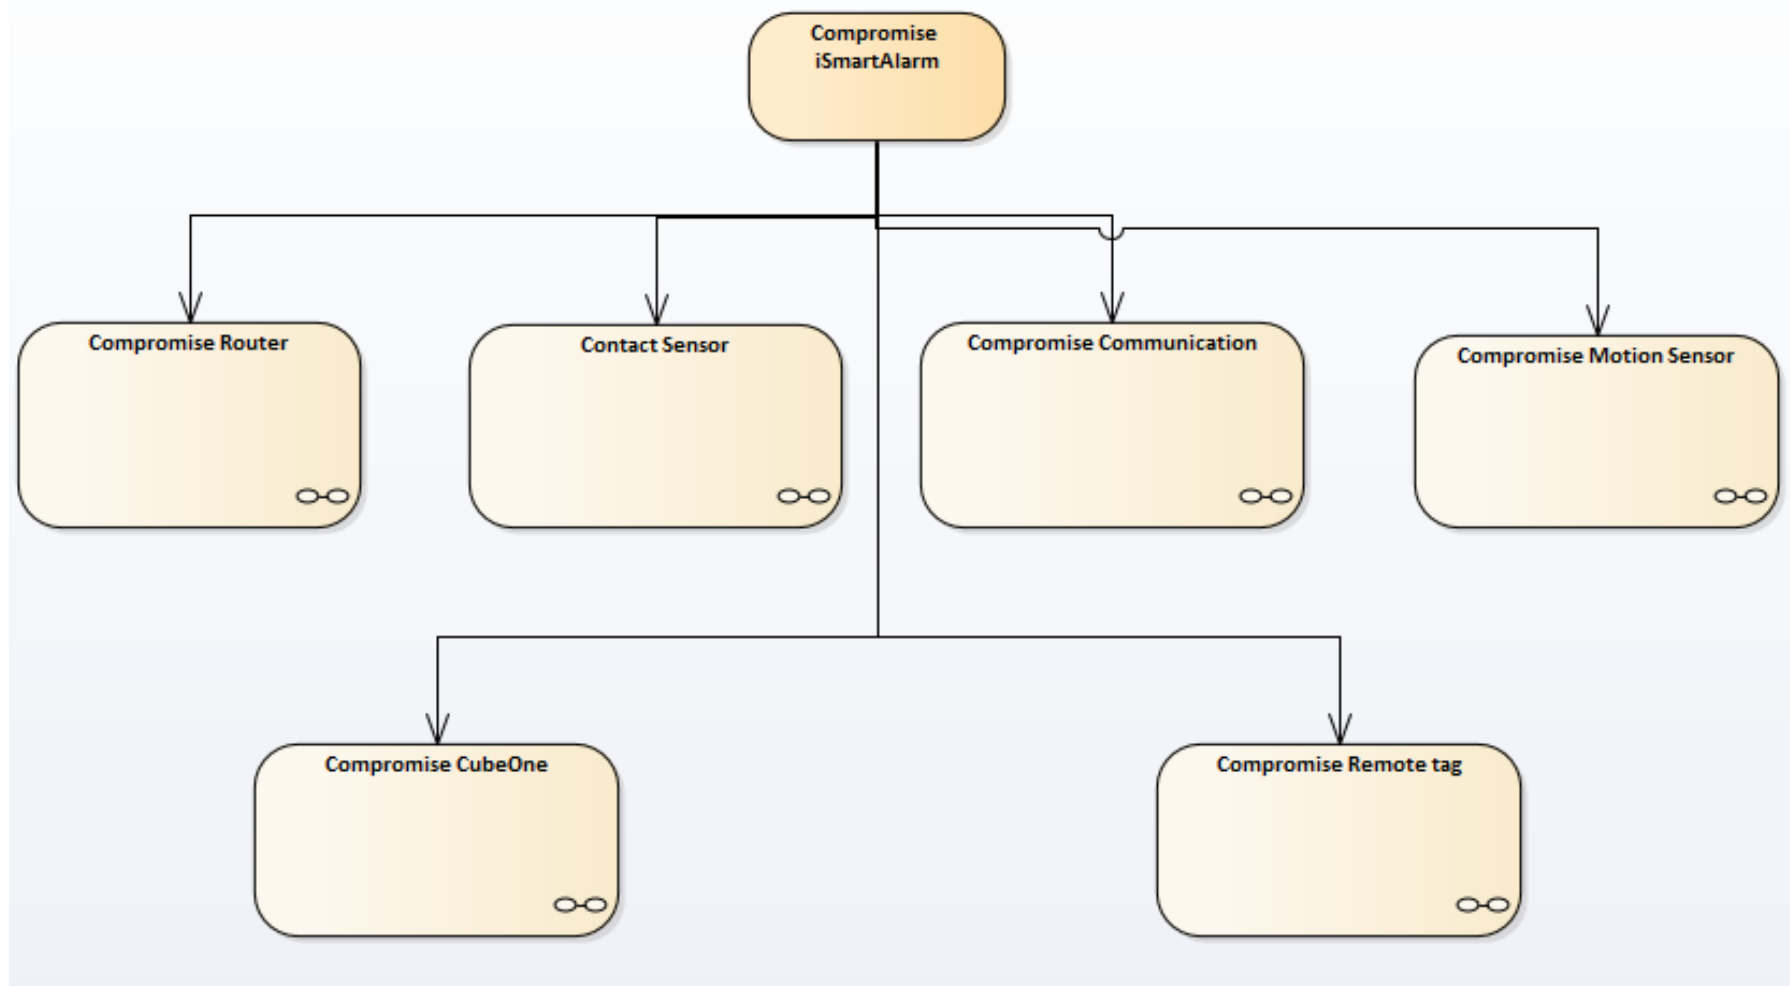 Compromise
iSmartAlarm
Compromise Router
Contact Sensor
Compromise Communication
Compromise Motion Sensor
Compromise CubeOne
Compromise Remote tag